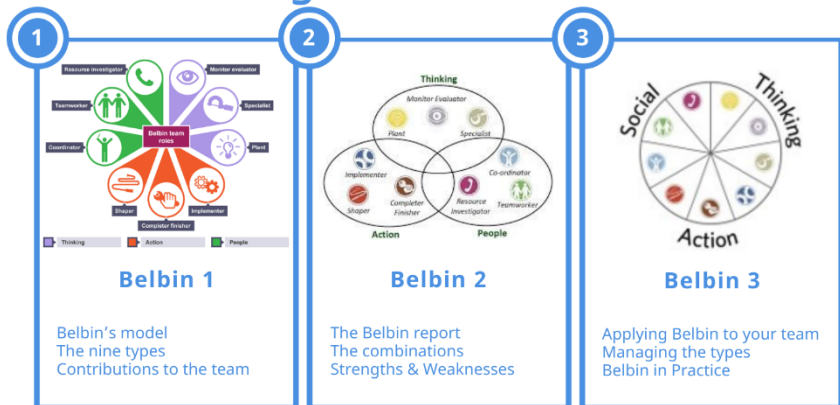 1
Resource investigator
Monitor evaluator
Teamworker
Specialist
Belbin team
roles
Coordinator
Plant
Shaper
Implementer
Completer finisher
Thinking
Action
People
Belbin 1
Belbin's model
The nine types
Contributions to the team
2
Thinking
Monitor Evaluator
Plant
Specialist
Implementer
Co-ordinator
Shaper
Completer
Finisher
Resource
Investigator
Teamworker
Action
People
Belbin 2
The Belbin report
The combinations
Strengths & Weaknesses
3
Social
Thinking
Action
Belbin 3
Applying Belbin to your team
Managing the types
Belbin in Practice